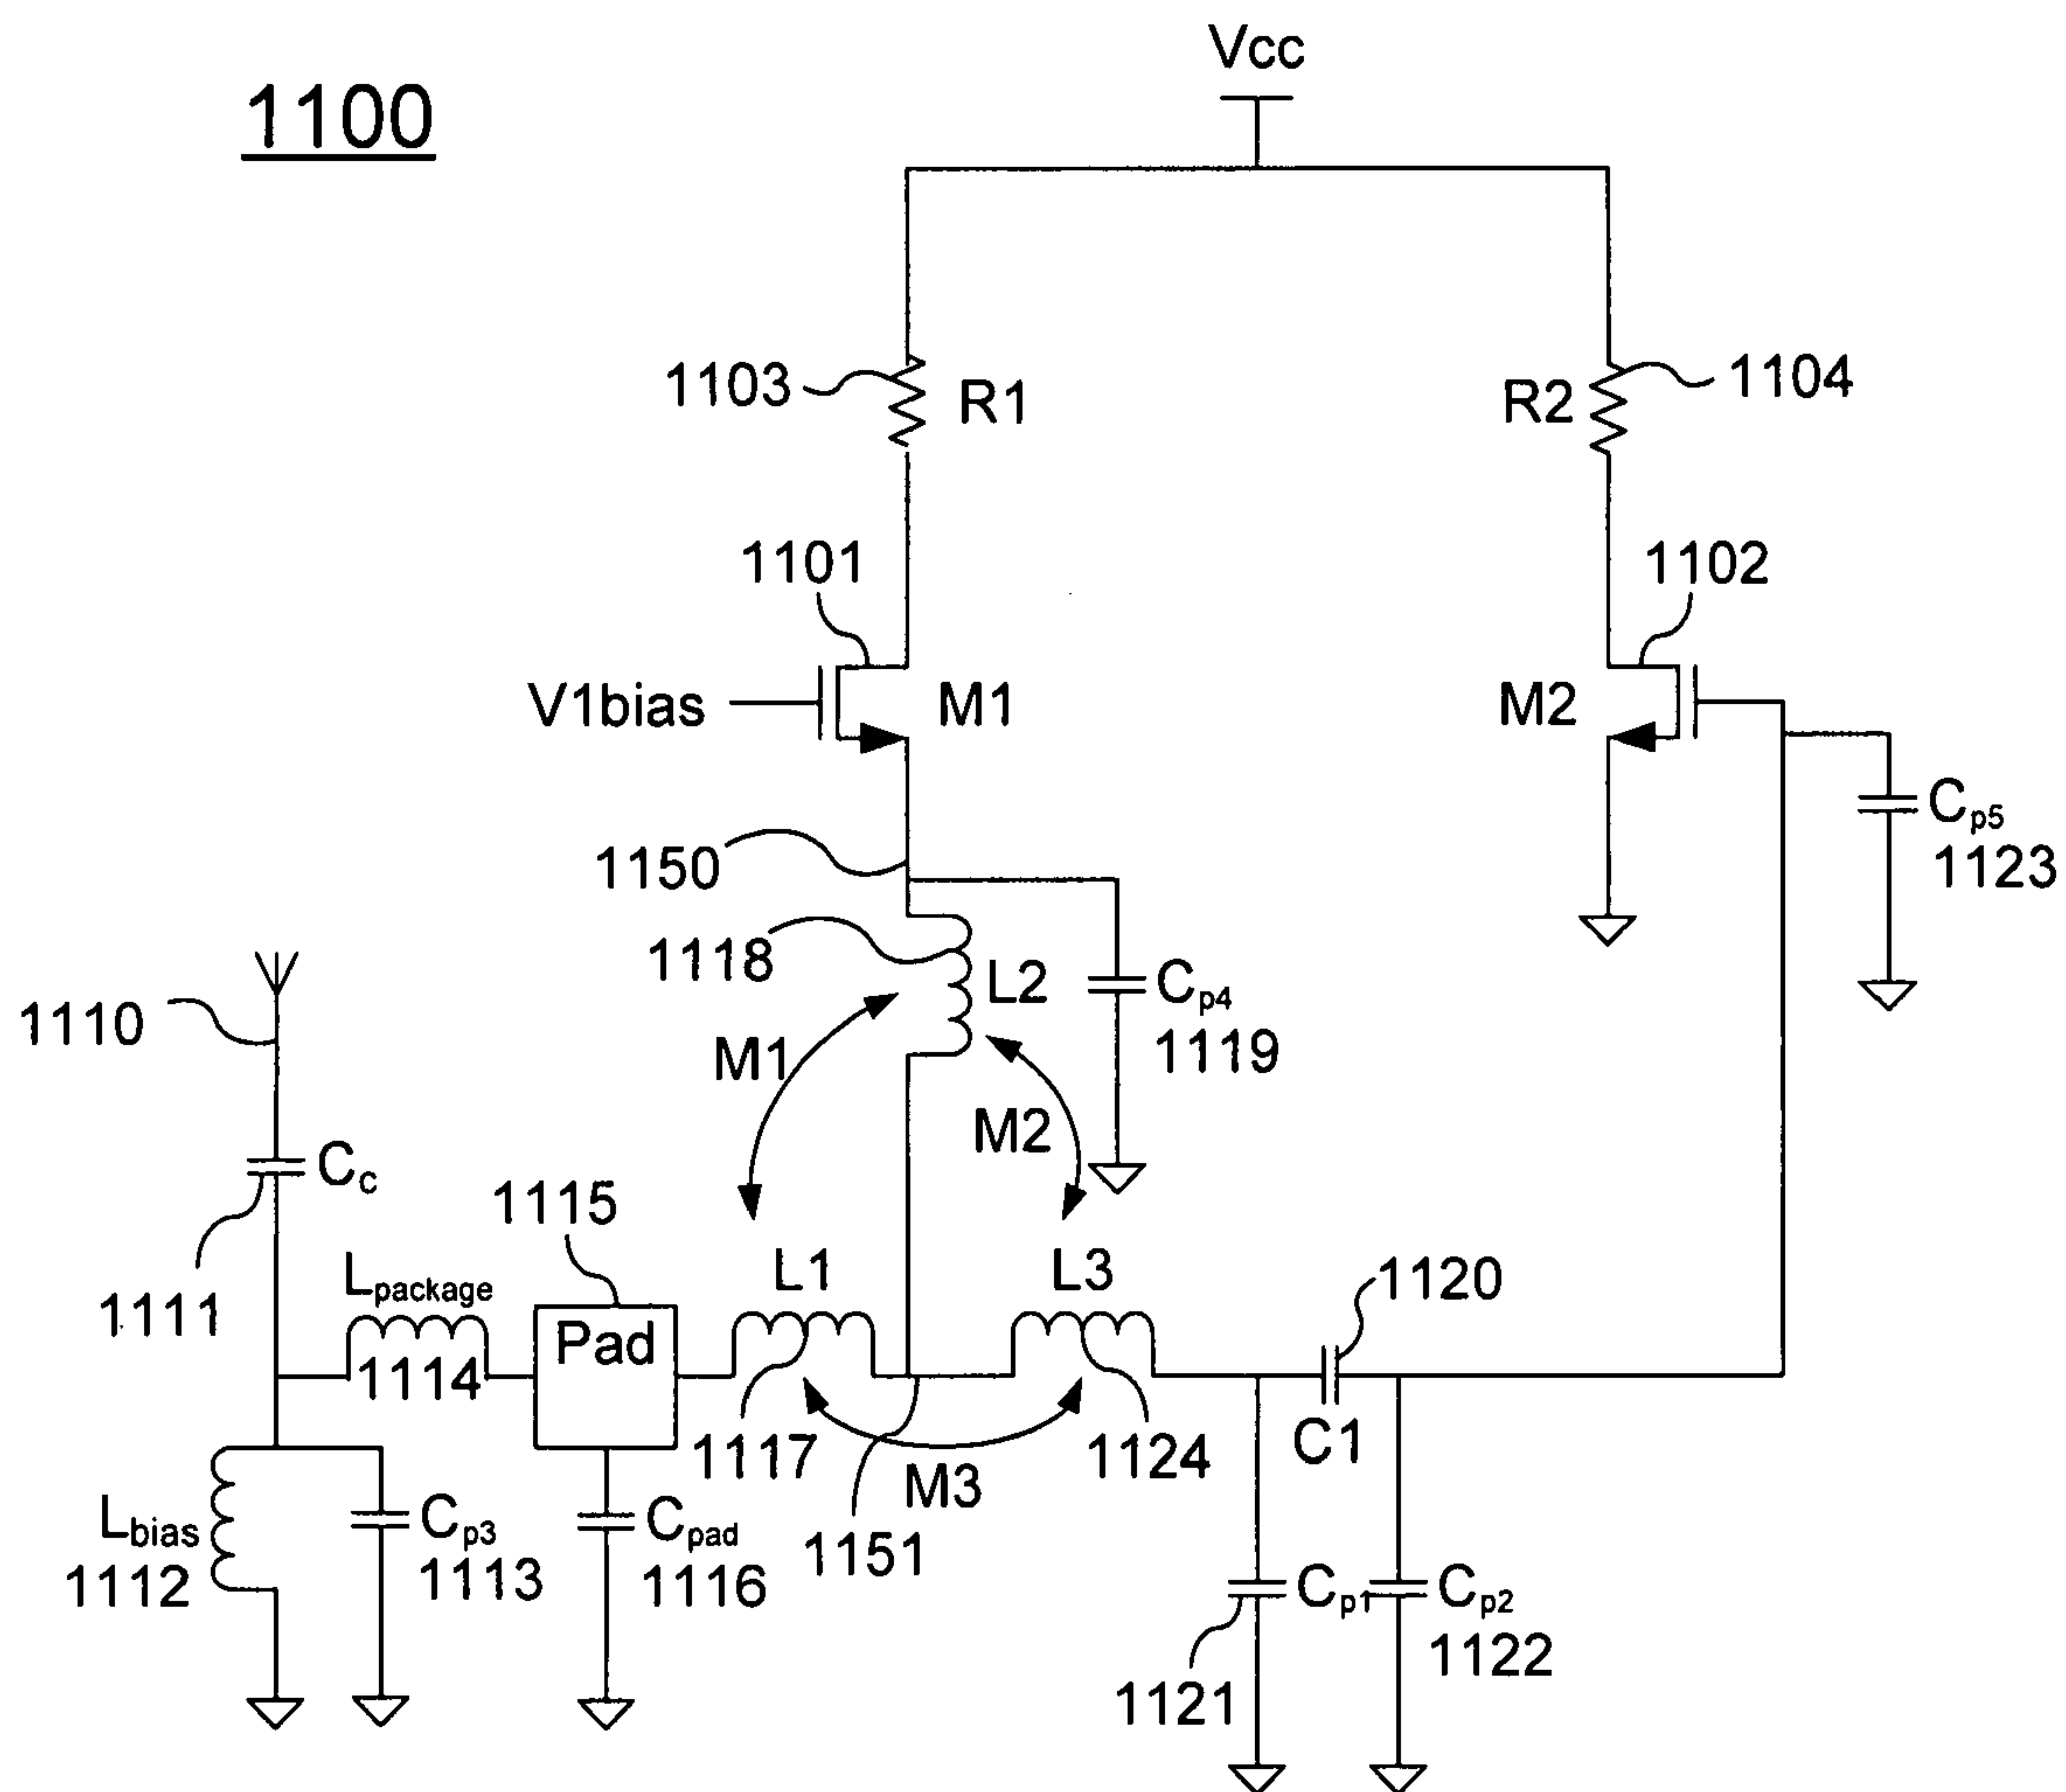 1100
Vcc
1103
R1
R2
1104
1101
1102
V1bias
M1
M2
1150
Cp5
1123
1118
L2
Cp4
1119
1110
M1
M2
Cc
1111
1115
Lpackage
1114
Pad
L1
L3
1120
1117
M3
1124
C1
1151
Lbias
1112
Cp3
1113
Cpad
1116
Cp1
1121
Cp2
1122